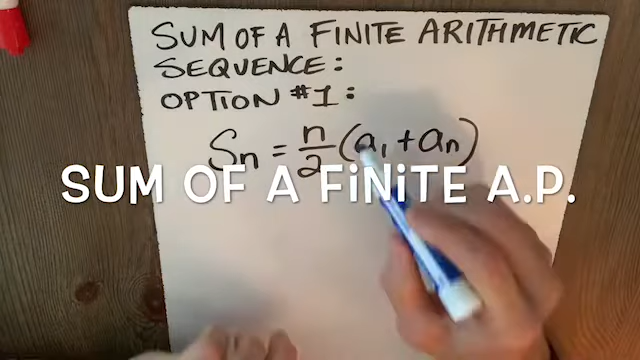 SUM OF A FINITE ARITHMETIC
SEQUENCE:
OPTION #1:
Sn = n/2 (a1 + an)
SUM OF A FiNiTE A.P.